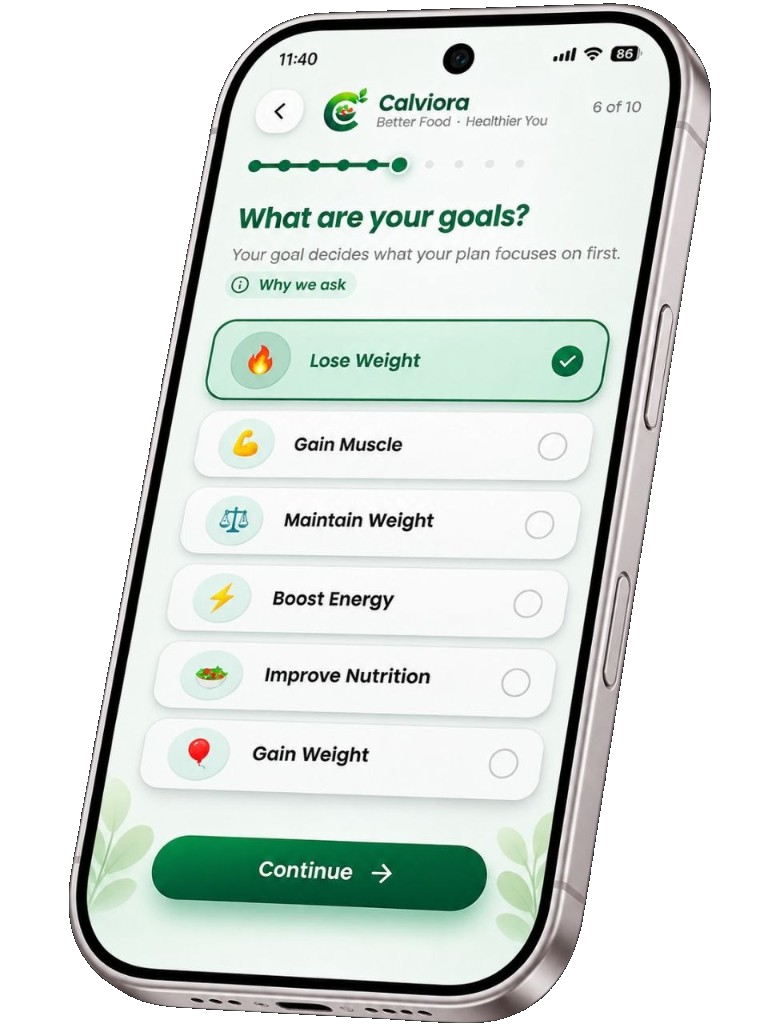 11:40
86
Calviora
Better Food · Healthier You
6 of 10
What are your goals?
Your goal decides what your plan focuses on first.
Why we ask
Lose Weight
Gain Muscle
Maintain Weight
Boost Energy
Improve Nutrition
Gain Weight
Continue